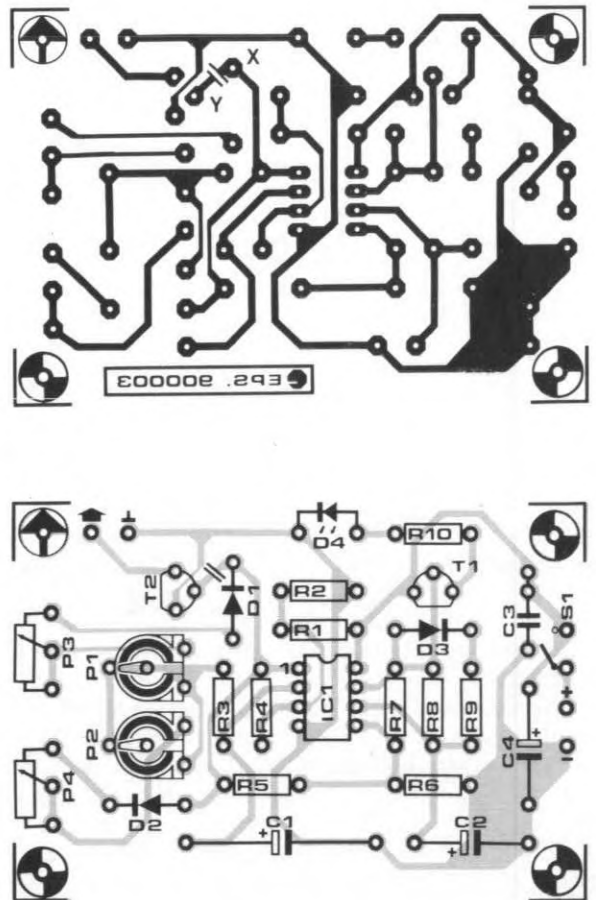 X
Y
EPS. 900003
D4
R10
T2
D1
R2
T1
P3
R1
C3
S1
P1
D3
1
IC1
R3
R4
R7
R8
R9
+
P2
C4
+
−
P4
R5
R6
D2
C1
C2
+
+